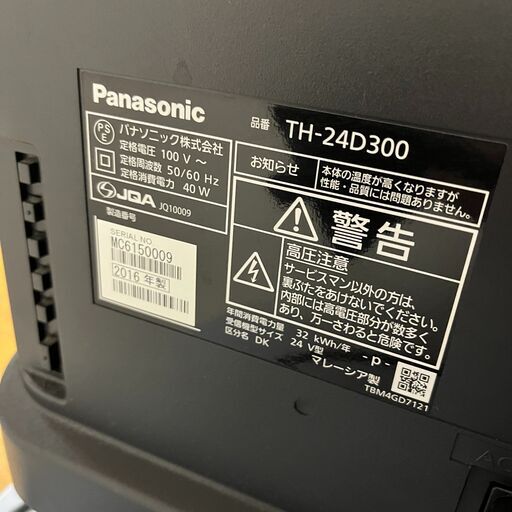 Panasonic
品番 TH-24D300
PS
E
パナソニック株式会社
定格電圧 100 V ～
定格周波数 50/60 Hz
定格消費電力 40 W
JQA JQ10009
製造番号
SERIAL NO.
MC6150009
2016 年製
お知らせ
本体の温度が高くなりますが
性能・品質には問題ありません。
警告
高圧注意
サービスマン以外の方は、
裏ぶたをあけないでください。
内部には高電圧部分が数多く
あり、万一さわると危険です。
年間消費電力量 32 kWh/年
受信機型サイズ 24 V型
区分名 DK
- p -
マレーシア製
TBM4GD7121
AC